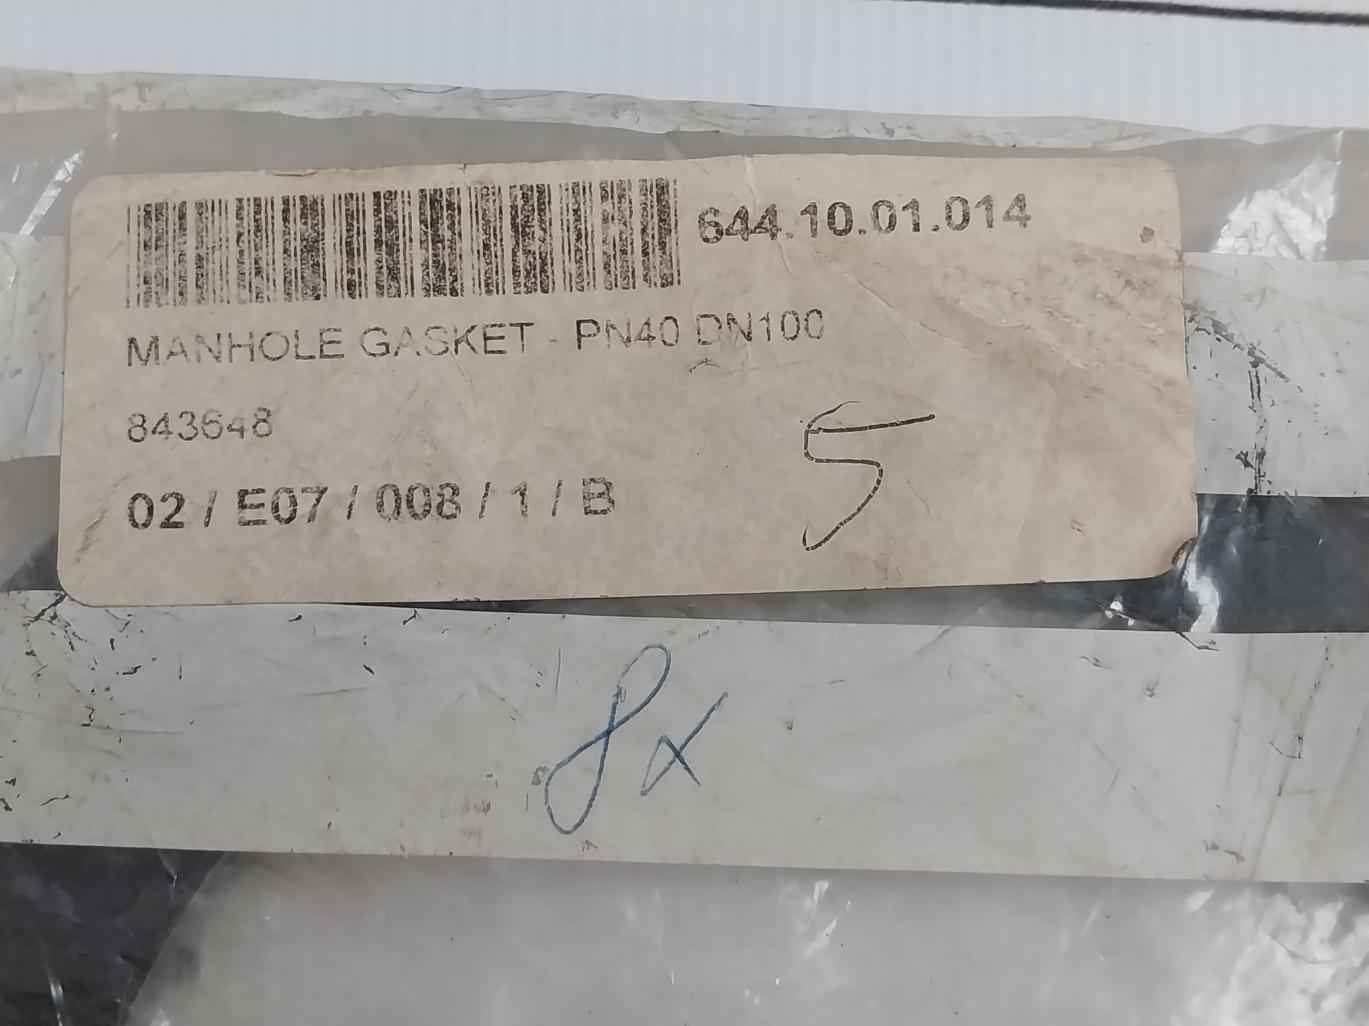 644.10.01.014
MANHOLE GASKET - PN40 DN100
843648
02 / E07 / 008 / 1 / B
5
8x